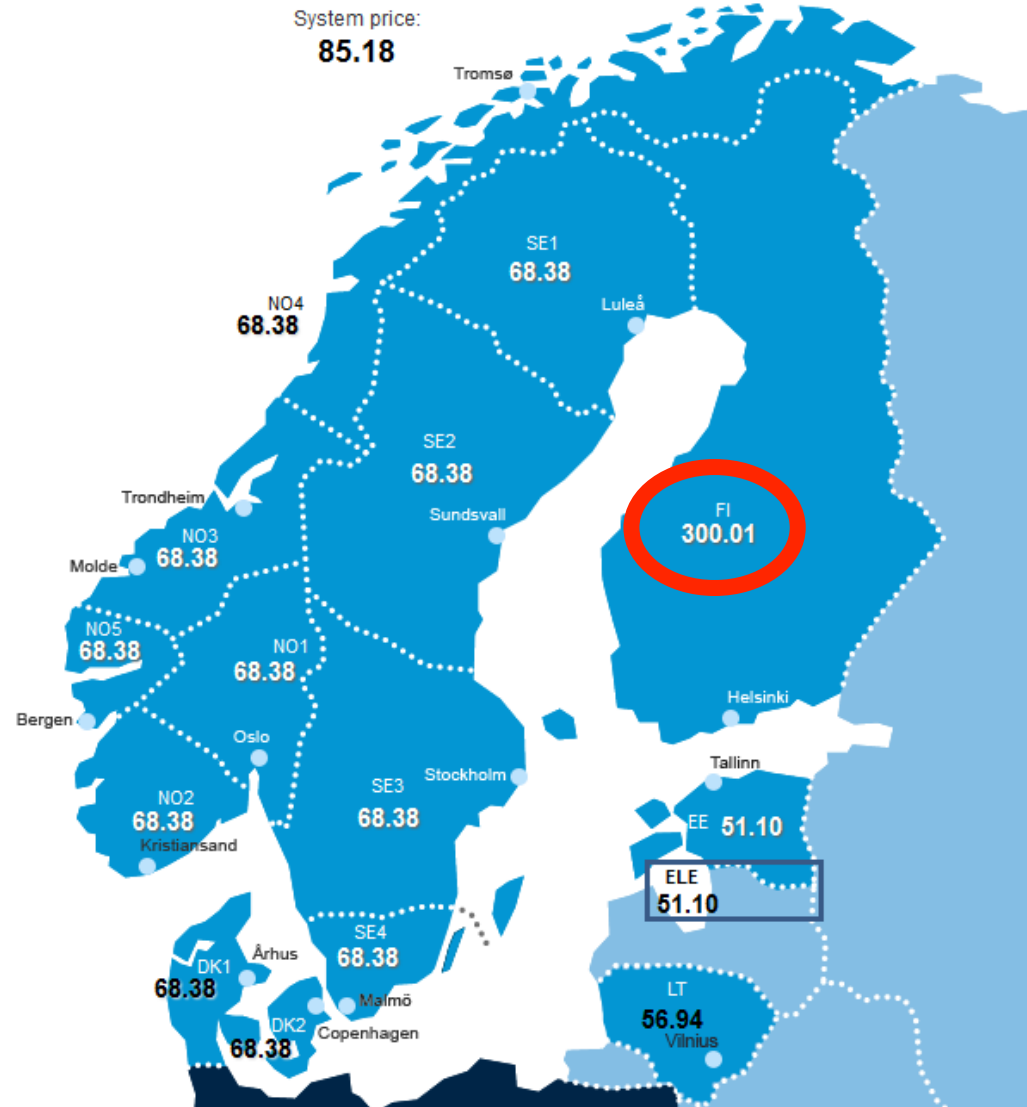 System price:
85.18
Tromsø
SE1
68.38
NO4
68.38
Luleå
SE2
68.38
Trondheim
Sundsvall
FI
300.01
NO3
68.38
Molde
NO5
68.38
NO1
68.38
Helsinki
Bergen
Oslo
Tallinn
Stockholm
SE3
68.38
NO2
68.38
Kristiansand
EE 51.10
ELE
51.10
SE4
68.38
Århus
DK1
68.38
Malmö
LT
56.94
Vilnius
DK2
68.38
Copenhagen